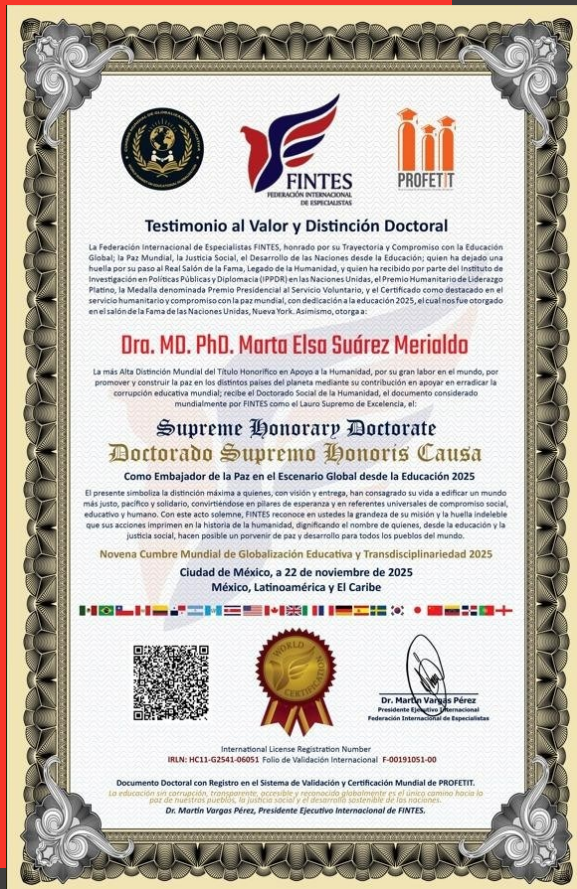 FINTES
FEDERACIÓN INTERNACIONAL
DE ESPECIALISTAS
PROFETIT
Testimonio al Valor y Distinción Doctoral
La Federación Internacional de Especialistas FINTES, honrado por su Trayectoria y Compromiso con la Educación
Global; la Paz Mundial, la Justicia Social, el Desarrollo de las Naciones desde la Educación; quien ha dejado una
huella por su paso al Real Salón de la Fama, Legado de la Humanidad, y quien ha recibido por parte del Instituto de
Investigación en Políticas Públicas y Diplomacia (IPPDR) en las Naciones Unidas, el Premio Humanitario de Liderazgo
Platino, la Medalla denominada Premio Presidencial al Servicio Voluntario, y el Certificado como destacado en el
servicio humanitario y compromiso con la paz mundial, con dedicación a la educación 2025, el cual nos fue otorgado
en el salón de la Fama de las Naciones Unidas, Nueva York. Asimismo, otorga a:
Dra. MD. PhD. Marta Elsa Suárez Merialdo
La más Alta Distinción Mundial del Título Honorífico en Apoyo a la Humanidad, por su gran labor en el mundo, por
promover y construir la paz en los distintos países del planeta mediante su contribución en apoyar en erradicar la
corrupción educativa mundial; recibe el Doctorado Social de la Humanidad, el documento considerado
mundialmente por FINTES como el Lauro Supremo de Excelencia, el:
Supreme Honorary Doctorate
Doctorado Supremo Honoris Causa
Como Embajador de la Paz en el Escenario Global desde la Educación 2025
El presente simboliza la distinción máxima a quienes, con visión y entrega, han consagrado su vida a edificar un mundo
más justo, pacífico y solidario, convirtiéndose en pilares de esperanza y en referentes universales de compromiso social,
educativo y humano. Con este acto solemne, FINTES reconoce en ustedes la grandeza de su misión y la huella indeleble
que sus acciones imprimen en la historia de la humanidad, dignificando el nombre de quienes, desde la educación y la
justicia social, hacen posible un porvenir de paz y desarrollo para todos los pueblos del mundo.
Novena Cumbre Mundial de Globalización Educativa y Transdisciplinariedad 2025
Ciudad de México, a 22 de noviembre de 2025
México, Latinoamérica y El Caribe
WORLD
CERTIFICATION
Dr. Martin Vargas Pérez
Presidente Ejecutivo Internacional
Federación Internacional de Especialistas
International License Registration Number
IRLN: HC11-G2541-06051 Folio de Validación Internacional F-00191051-00
Documento Doctoral con Registro en el Sistema de Validación y Certificación Mundial de PROFETIT.
La educación sin corrupción, transparente, accesible y reconocida globalmente es el único camino hacia la
paz de nuestros pueblos, la justicia social y el desarrollo sostenible de las naciones.
Dr. Martin Vargas Pérez, Presidente Ejecutivo Internacional de FINTES.